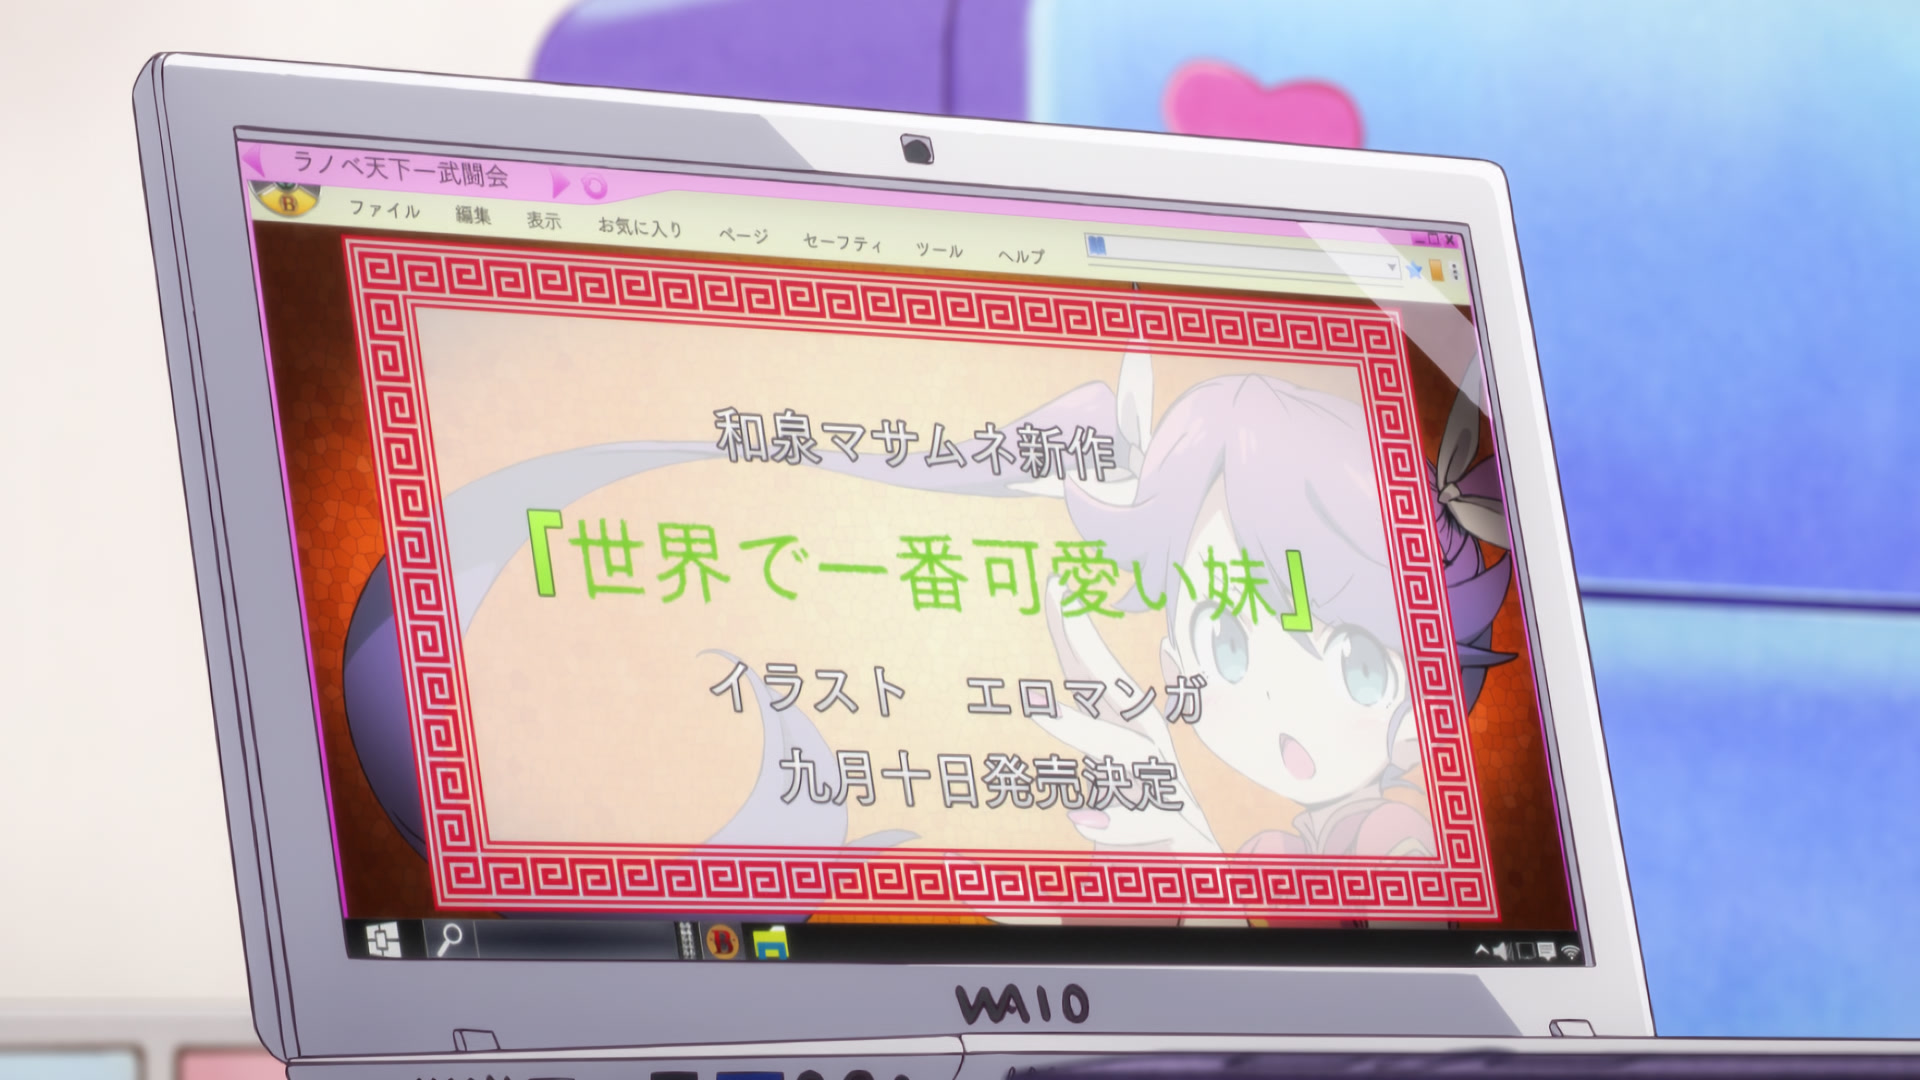 ラノベ天下一武闘会
ファイル 編集 表示 お気に入り ページ セーフティ ツール ヘルプ
B
和泉マサムネ新作
『世界で一番可愛い妹』
イラスト　エロマンガ
九月十日発売決定
B
WAIO